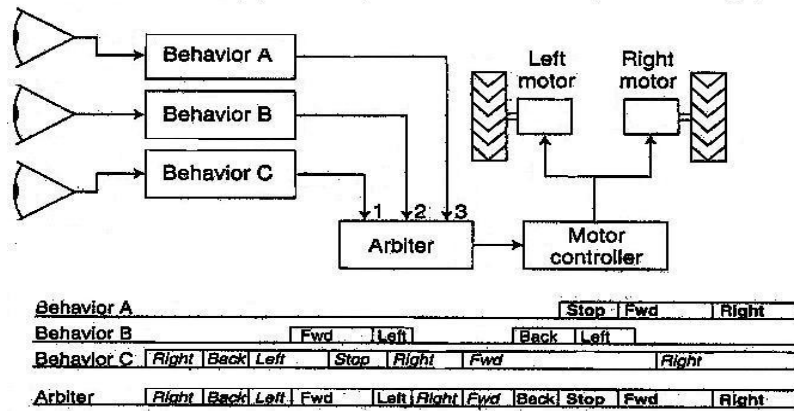 Behavior A
Left motor
Right motor
Behavior B
Behavior C
1 2 3
Arbiter
Motor controller
Behavior A Stop Fwd Right
Behavior B Fwd Left Back Left
Behavior C Right Back Left Stop Right Fwd Right
Arbiter Right Back Left Fwd Left Right Fwd Back Stop Fwd Right